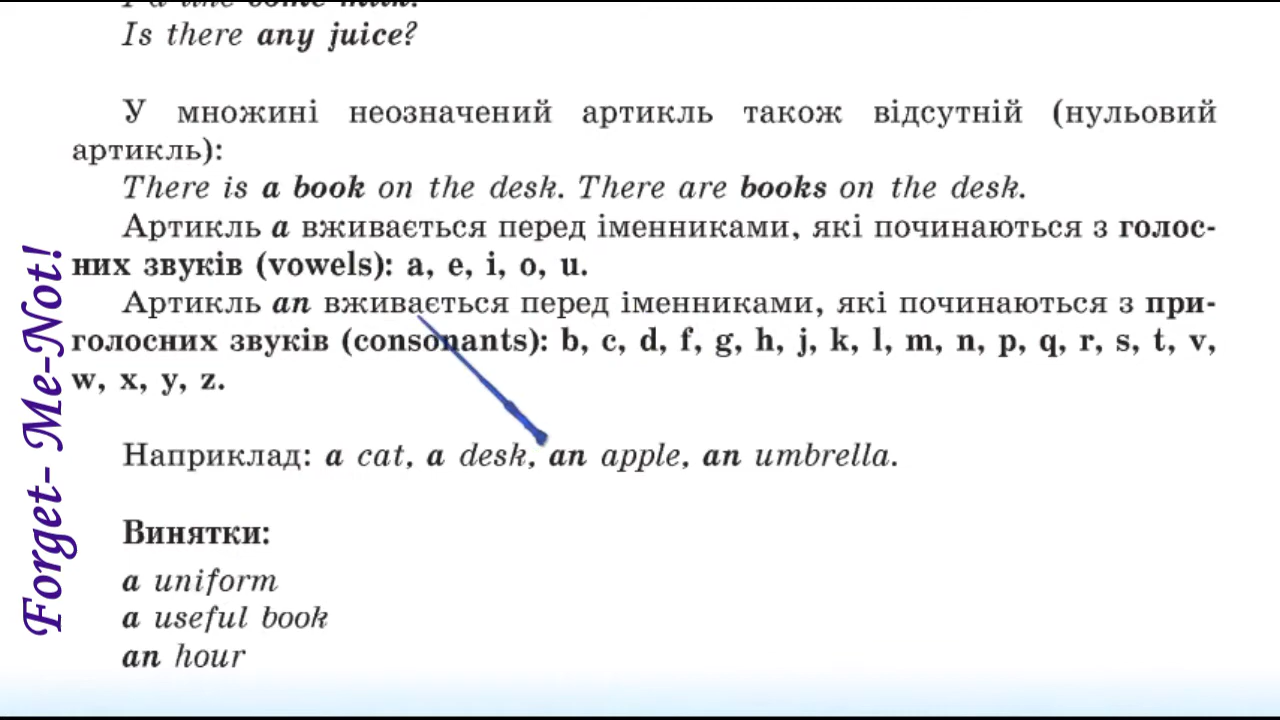 I'd like some milk.
Is there any juice?
У множині неозначений артикль також відсутній (нульовий
артикль):
There is a book on the desk. There are books on the desk.
Артикль a вживається перед іменниками, які починаються з голос-
них звуків (vowels): a, e, i, o, u.
Артикль an вживається перед іменниками, які починаються з при-
голосних звуків (consonants): b, c, d, f, g, h, j, k, l, m, n, p, q, r, s, t, v,
w, x, y, z.
Наприклад: a cat, a desk, an apple, an umbrella.
Винятки:
a uniform
a useful book
an hour
Forget- Me-Not!